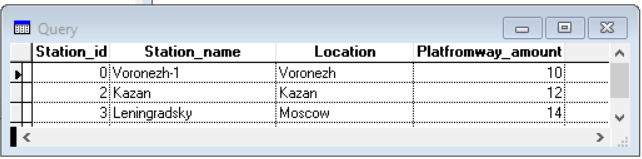 Query
Station_id Station_name Location Platfromway_amount
0 Voronezh-1 Voronezh 10
2 Kazan Kazan 12
3 Leningradsky Moscow 14